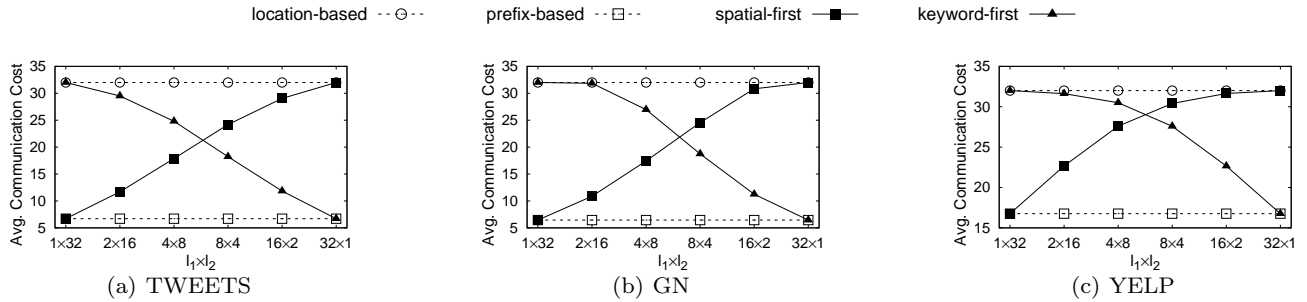 location-based
prefix-based
spatial-first
keyword-first
Avg. Communication Cost
35
30
25
20
15
10
5
1×32 2×16 4×8 8×4 16×2 32×1
l₁×l₂
(a) TWEETS
Avg. Communication Cost
35
30
25
20
15
10
5
1×32 2×16 4×8 8×4 16×2 32×1
l₁×l₂
(b) GN
Avg. Communication Cost
35
30
25
20
15
1×32 2×16 4×8 8×4 16×2 32×1
l₁×l₂
(c) YELP